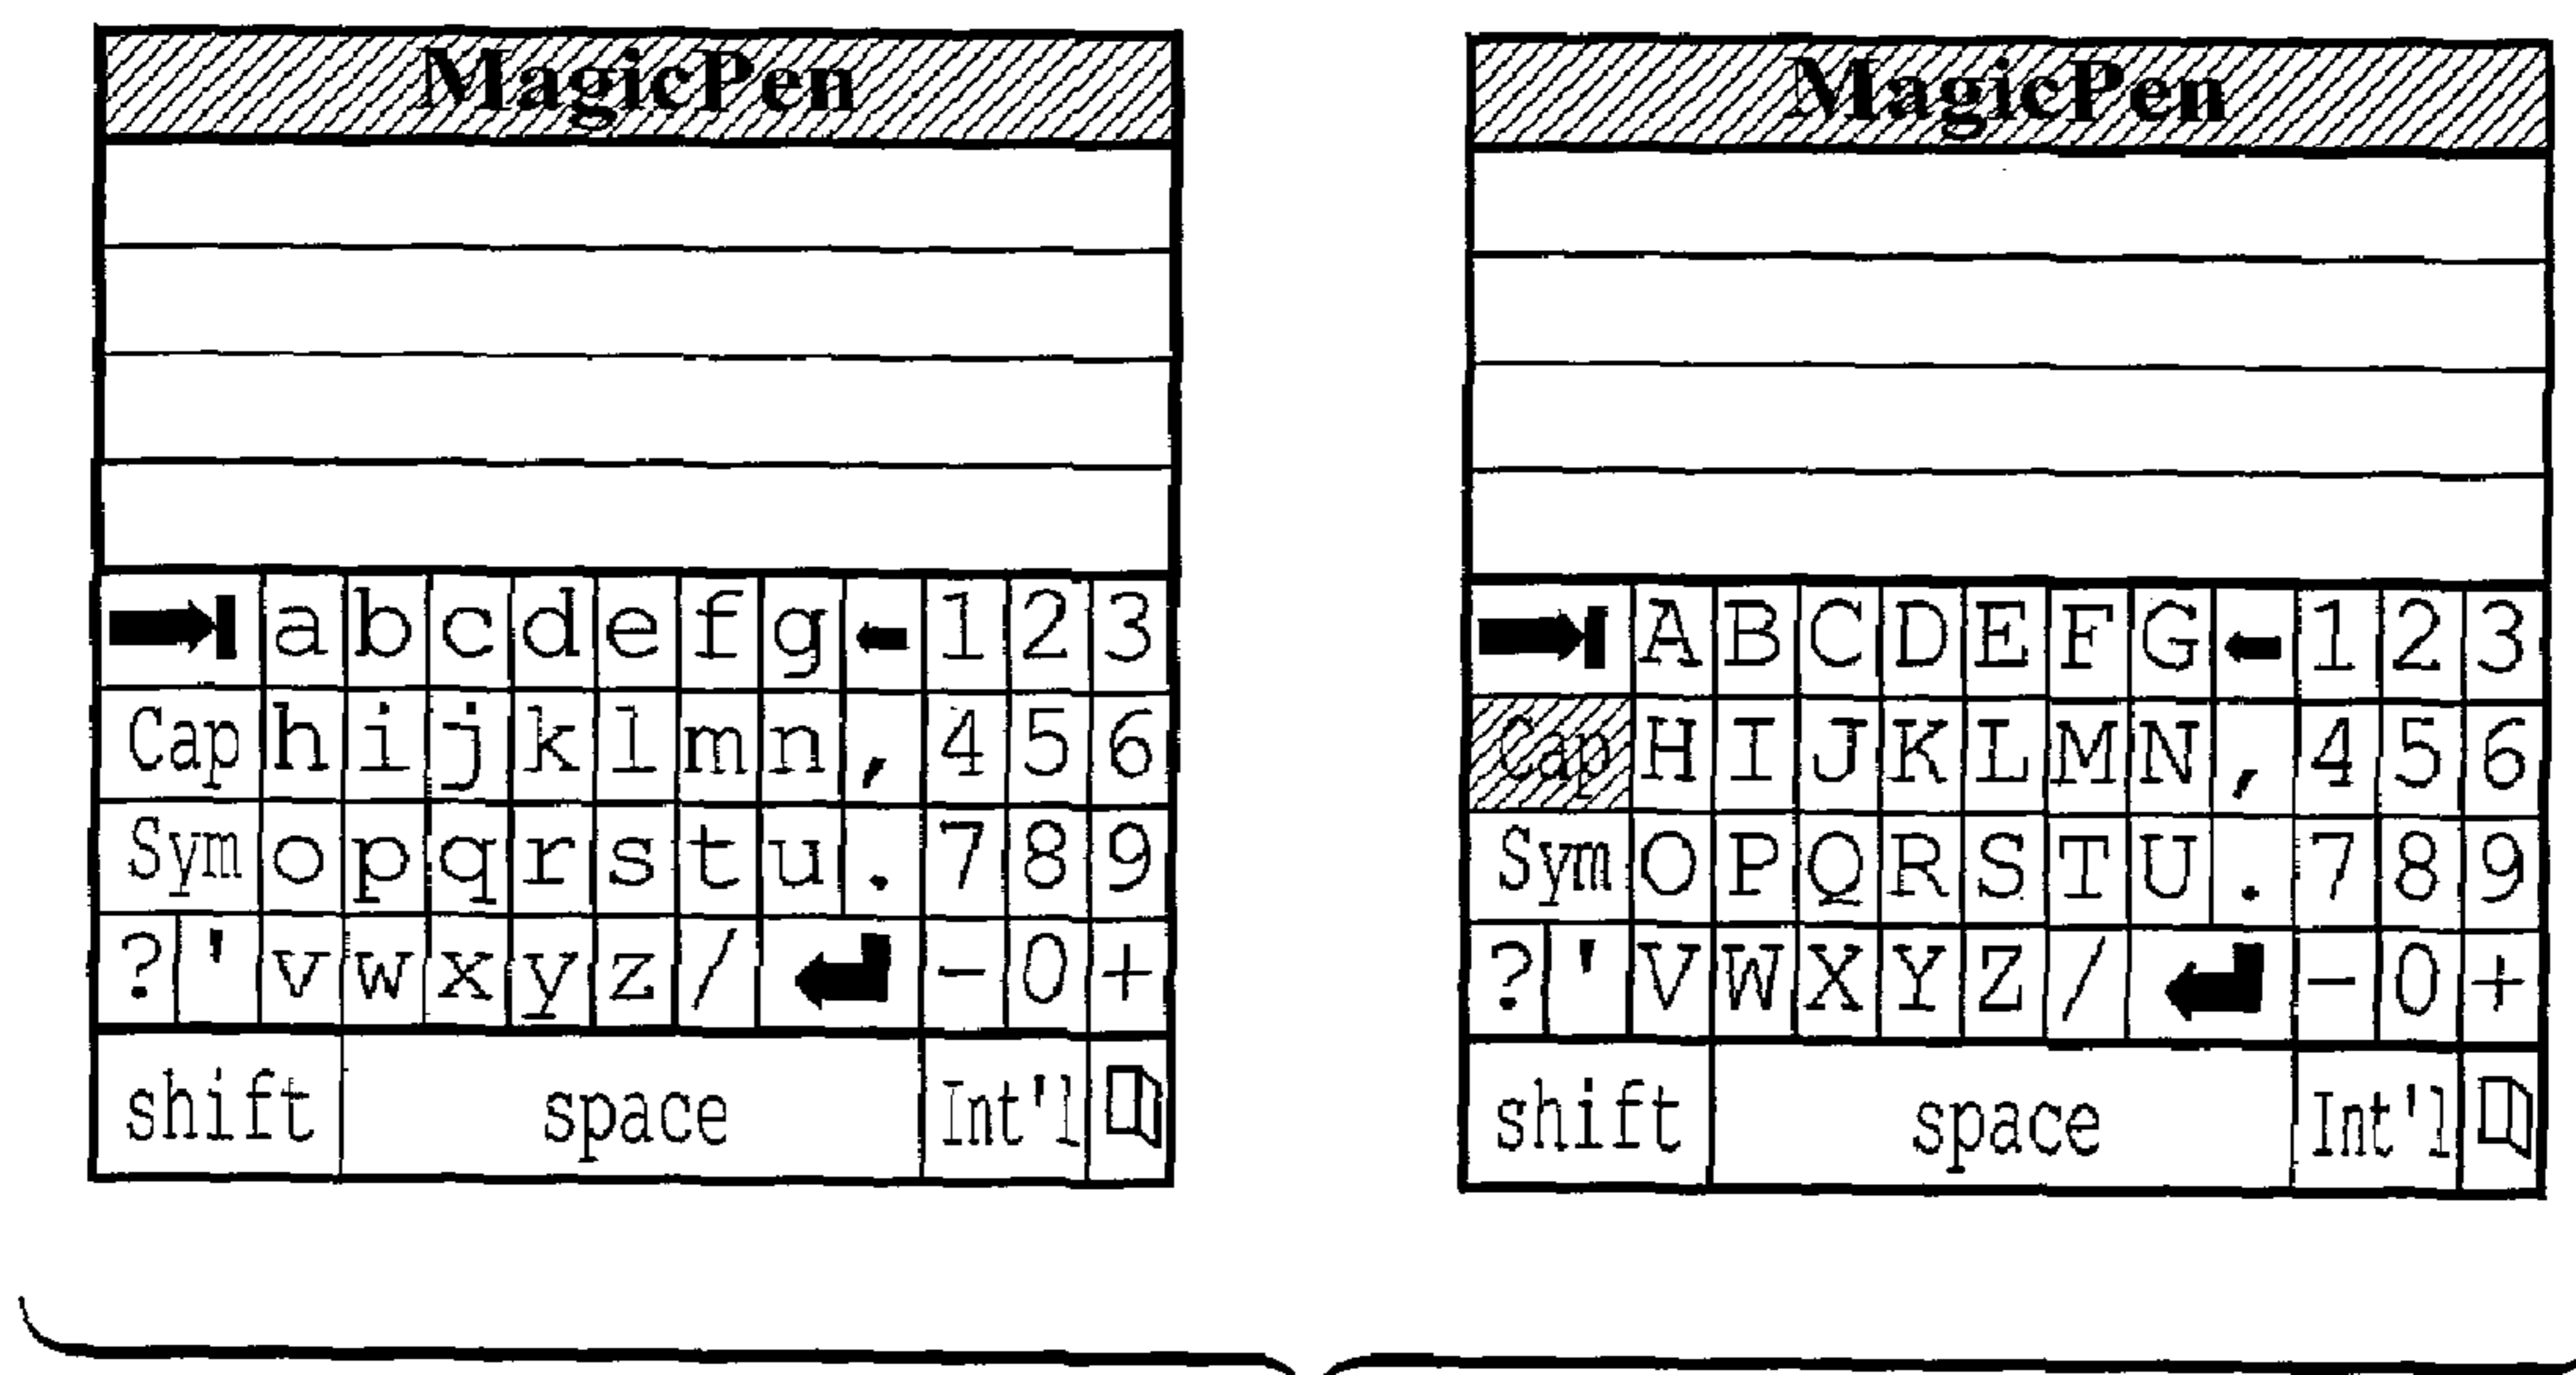 MagicPen
a b c d e f g 1 2 3
Cap h i j k l m n , 4 5 6
Sym o p q r s t u . 7 8 9
? ' v w x y z / - 0 +
shift space Int'l
MagicPen
A B C D E F G 1 2 3
Cap H I J K L M N , 4 5 6
Sym O P Q R S T U . 7 8 9
? ' V W X Y Z / - 0 +
shift space Int'l